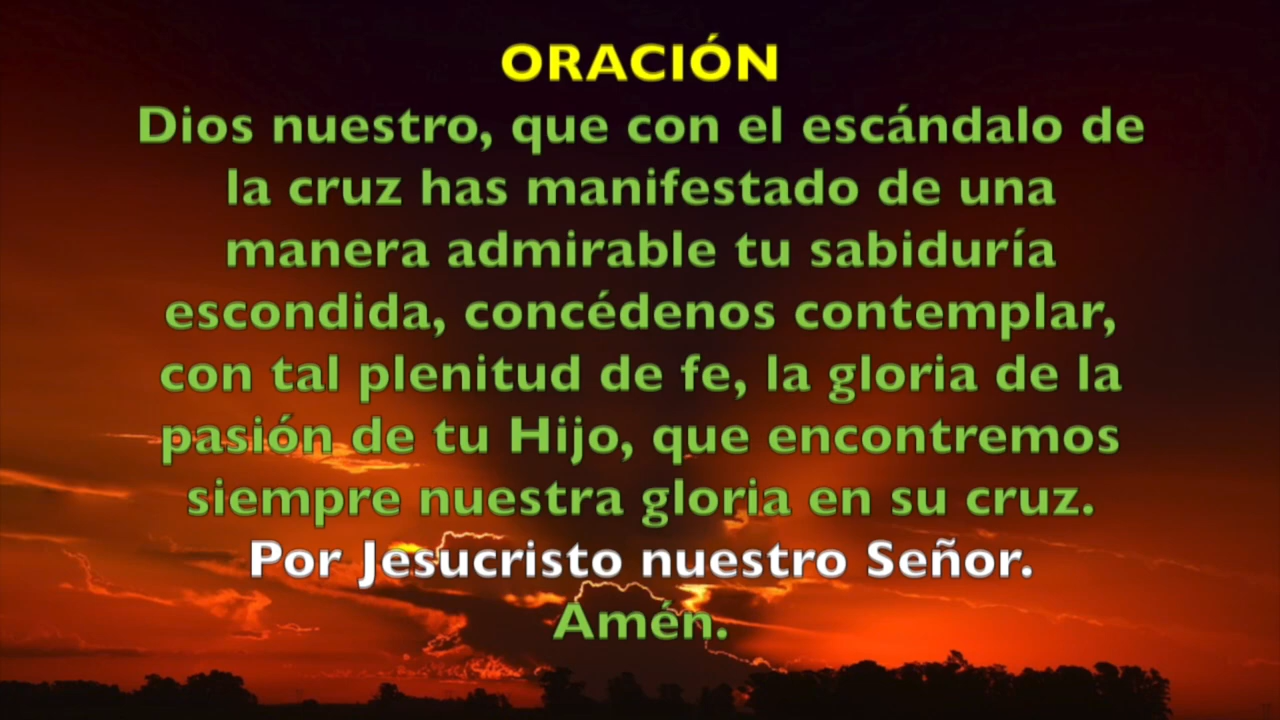 ORACIÓN
Dios nuestro, que con el escándalo de
la cruz has manifestado de una
manera admirable tu sabiduría
escondida, concédenos contemplar,
con tal plenitud de fe, la gloria de la
pasión de tu Hijo, que encontremos
siempre nuestra gloria en su cruz.
Por Jesucristo nuestro Señor.
Amén.